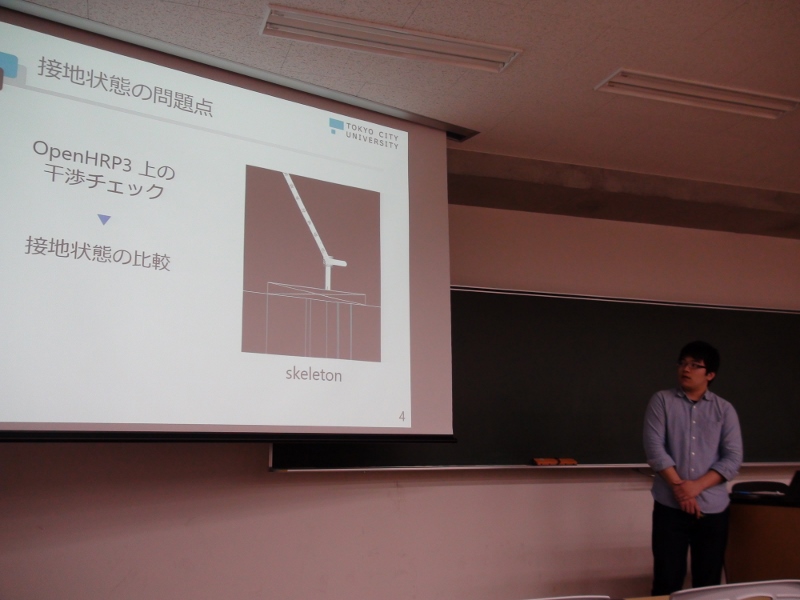 接地状態の問題点
TOKYO CITY
UNIVERSITY
OpenHRP3 上の
干渉チェック
接地状態の比較
skeleton
4